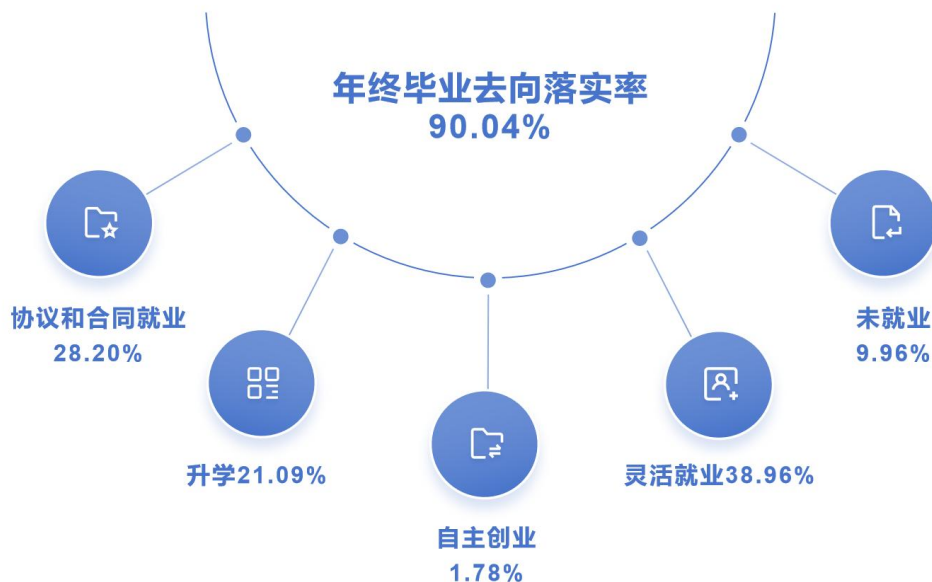 年终毕业去向落实率
90.04%
协议和合同就业
28.20%
升学21.09%
自主创业
1.78%
灵活就业38.96%
未就业
9.96%